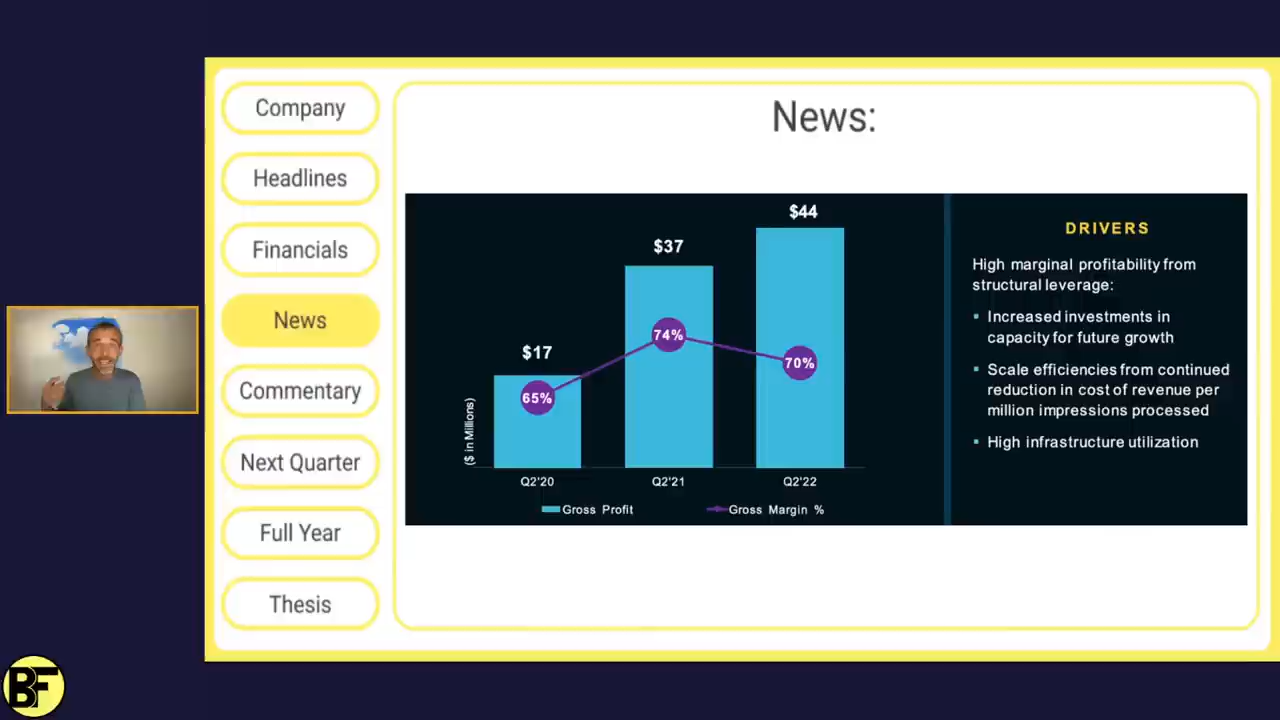 Company
Headlines
Financials
News
Commentary
Next Quarter
Full Year
Thesis
News:
$17
$37
$44
65%
74%
70%
($ in Millions)
Q2'20
Q2'21
Q2'22
Gross Profit
Gross Margin %
DRIVERS
High marginal profitability from
structural leverage:
▪ Increased investments in
capacity for future growth
▪ Scale efficiencies from continued
reduction in cost of revenue per
million impressions processed
▪ High infrastructure utilization
BF